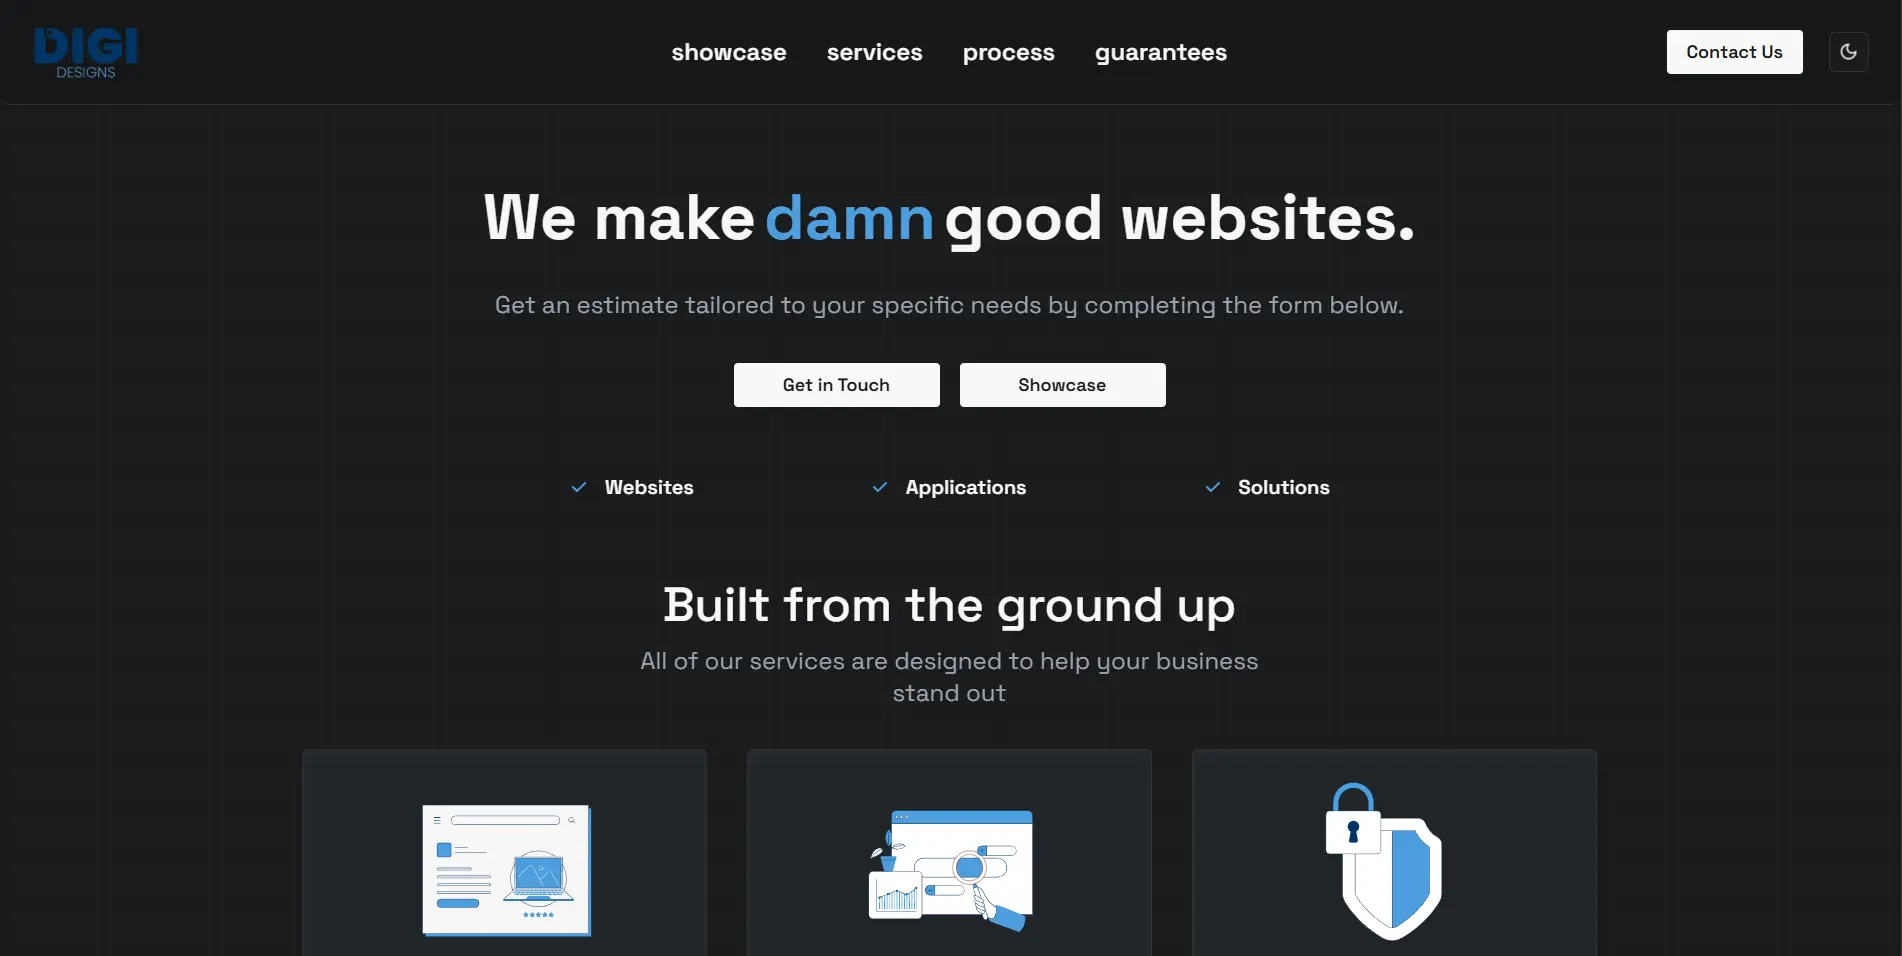 DIGI
DESIGNS
showcase
services
process
guarantees
Contact Us
We make damn good websites.
Get an estimate tailored to your specific needs by completing the form below.
Get in Touch
Showcase
Websites
Applications
Solutions
Built from the ground up
All of our services are designed to help your business
stand out